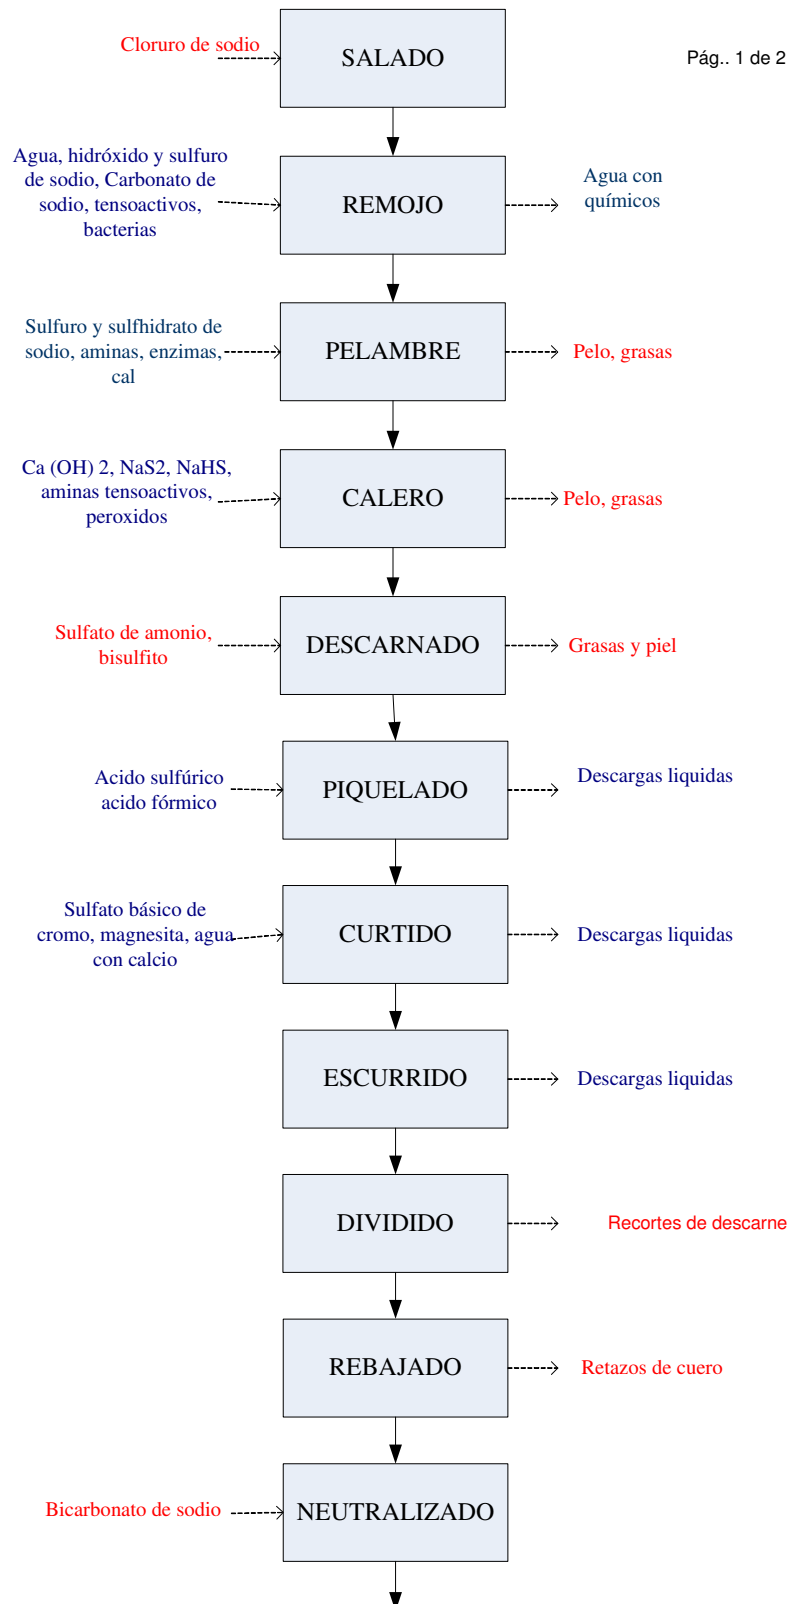 Cloruro de sodio
SALADO
Pág.. 1 de 2
Agua, hidróxido y sulfuro
de sodio, Carbonato de
sodio, tensoactivos,
bacterias
REMOJO
Agua con
químicos
Sulfuro y sulfhidrato de
sodio, aminas, enzimas,
cal
PELAMBRE
Pelo, grasas
Ca (OH) 2, NaS2, NaHS,
aminas tensoactivos,
peroxidos
CALERO
Pelo, grasas
Sulfato de amonio,
bisulfito
DESCARNADO
Grasas y piel
Acido sulfúrico
acido fórmico
PIQUELADO
Descargas liquidas
Sulfato básico de
cromo, magnesita, agua
con calcio
CURTIDO
Descargas liquidas
ESCURRIDO
Descargas liquidas
DIVIDIDO
Recortes de descarne
REBAJADO
Retazos de cuero
Bicarbonato de sodio
NEUTRALIZADO